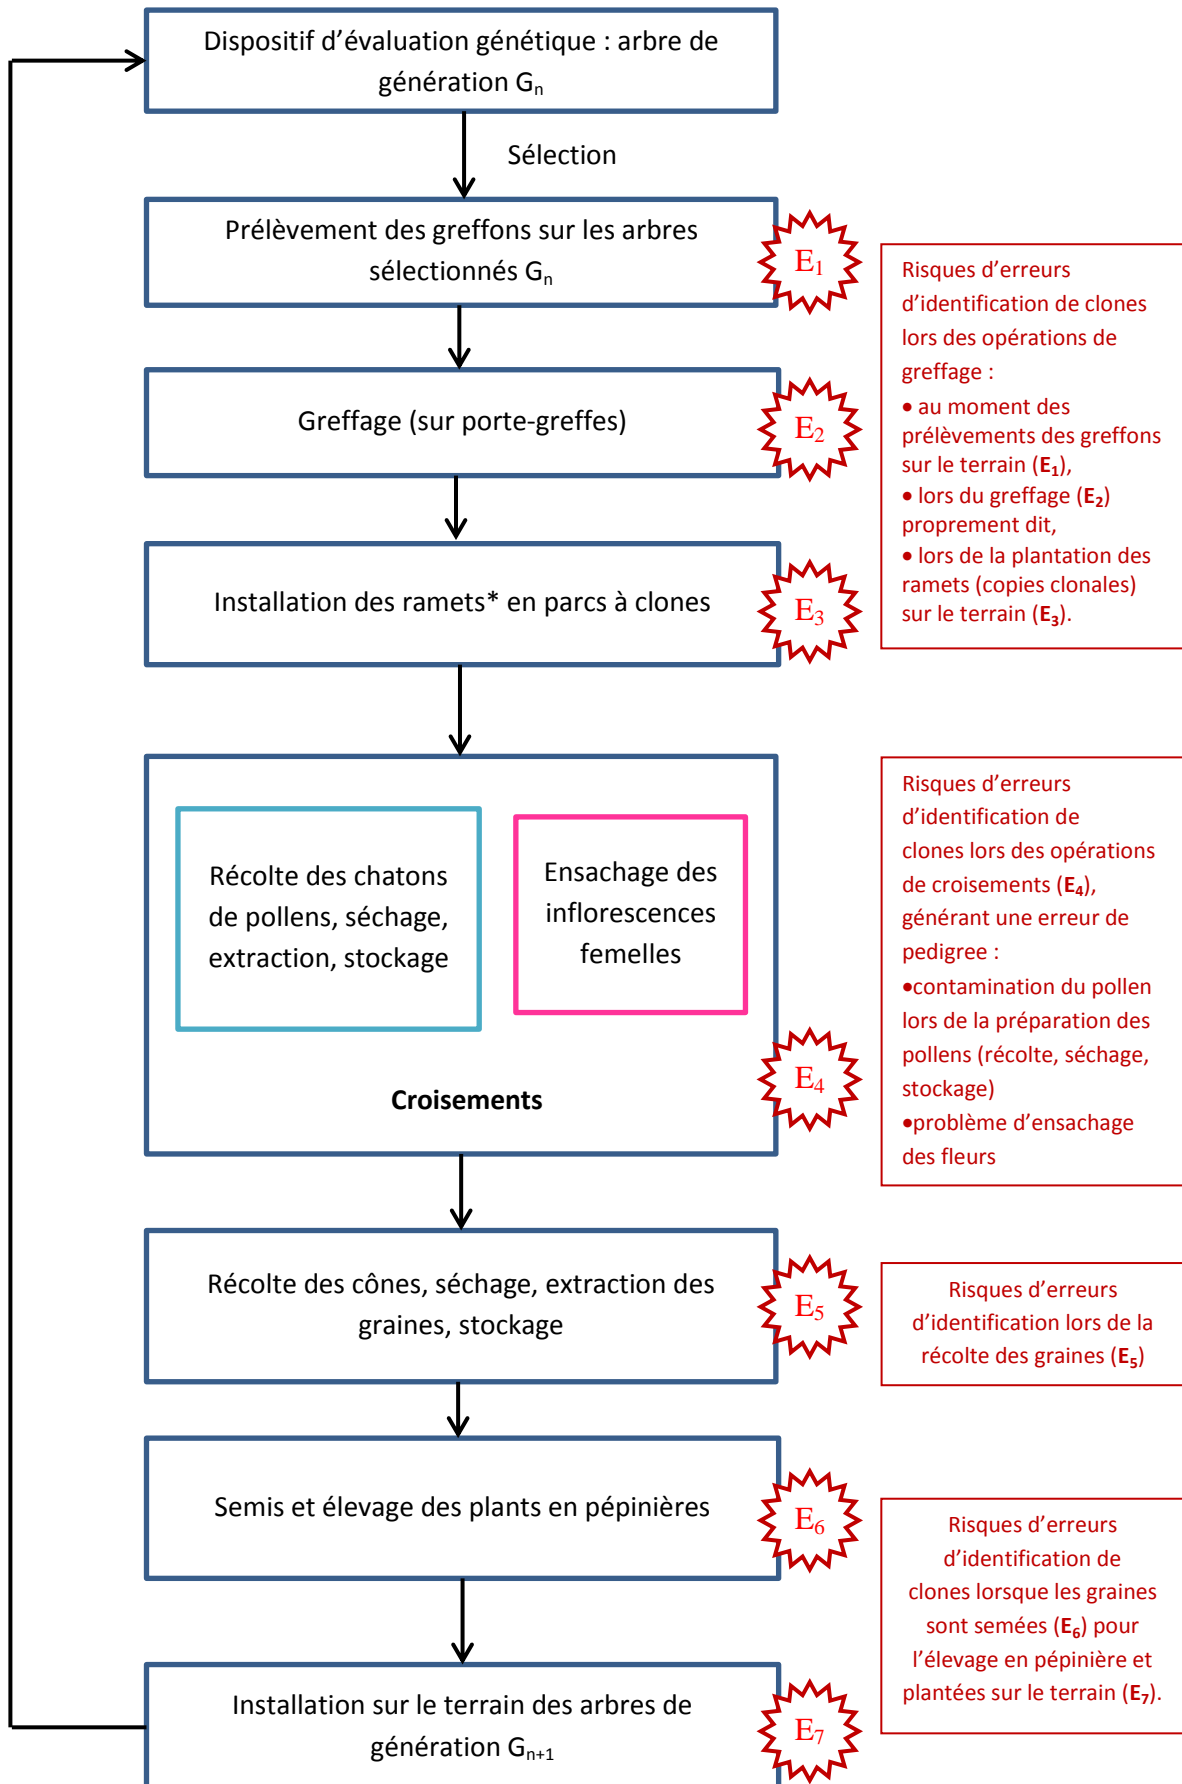 Dispositif d’évaluation génétique : arbre de
génération Gn
Sélection
Prélèvement des greffons sur les arbres
sélectionnés Gn
E1
Greffage (sur porte-greffes)
E2
Installation des ramets* en parcs à clones
E3
Risques d’erreurs
d’identification de clones
lors des opérations de
greffage :
• au moment des
prélèvements des greffons
sur le terrain (E1),
• lors du greffage (E2)
proprement dit,
• lors de la plantation des
ramets (copies clonales)
sur le terrain (E3).
Récolte des chatons
de pollens, séchage,
extraction, stockage
Ensachage des
inflorescences
femelles
Croisements
E4
Risques d’erreurs
d’identification de
clones lors des opérations
de croisements (E4),
générant une erreur de
pedigree :
•contamination du pollen
lors de la préparation des
pollens (récolte, séchage,
stockage)
•problème d’ensachage
des fleurs
Récolte des cônes, séchage, extraction des
graines, stockage
E5
Risques d’erreurs
d’identification lors de la
récolte des graines (E5)
Semis et élevage des plants en pépinières
E6
Risques d’erreurs
d’identification de
clones lorsque les graines
sont semées (E6) pour
l’élevage en pépinière et
plantées sur le terrain (E7).
Installation sur le terrain des arbres de
génération Gn+1
E7